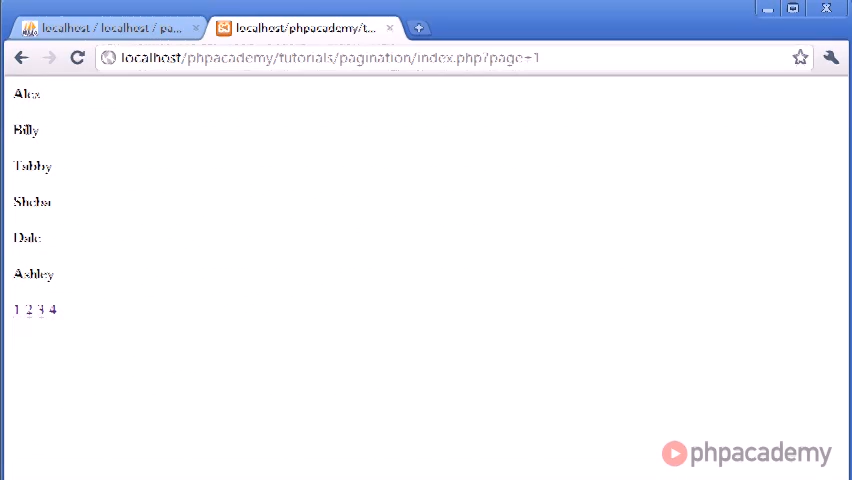 localhost / localhost / pa...
localhost/phpacademy/t...
localhost/phpacademy/tutorials/pagination/index.php?page=1
Alex
Billy
Tabby
Sheba
Dale
Ashley
1 2 3 4
phpacademy